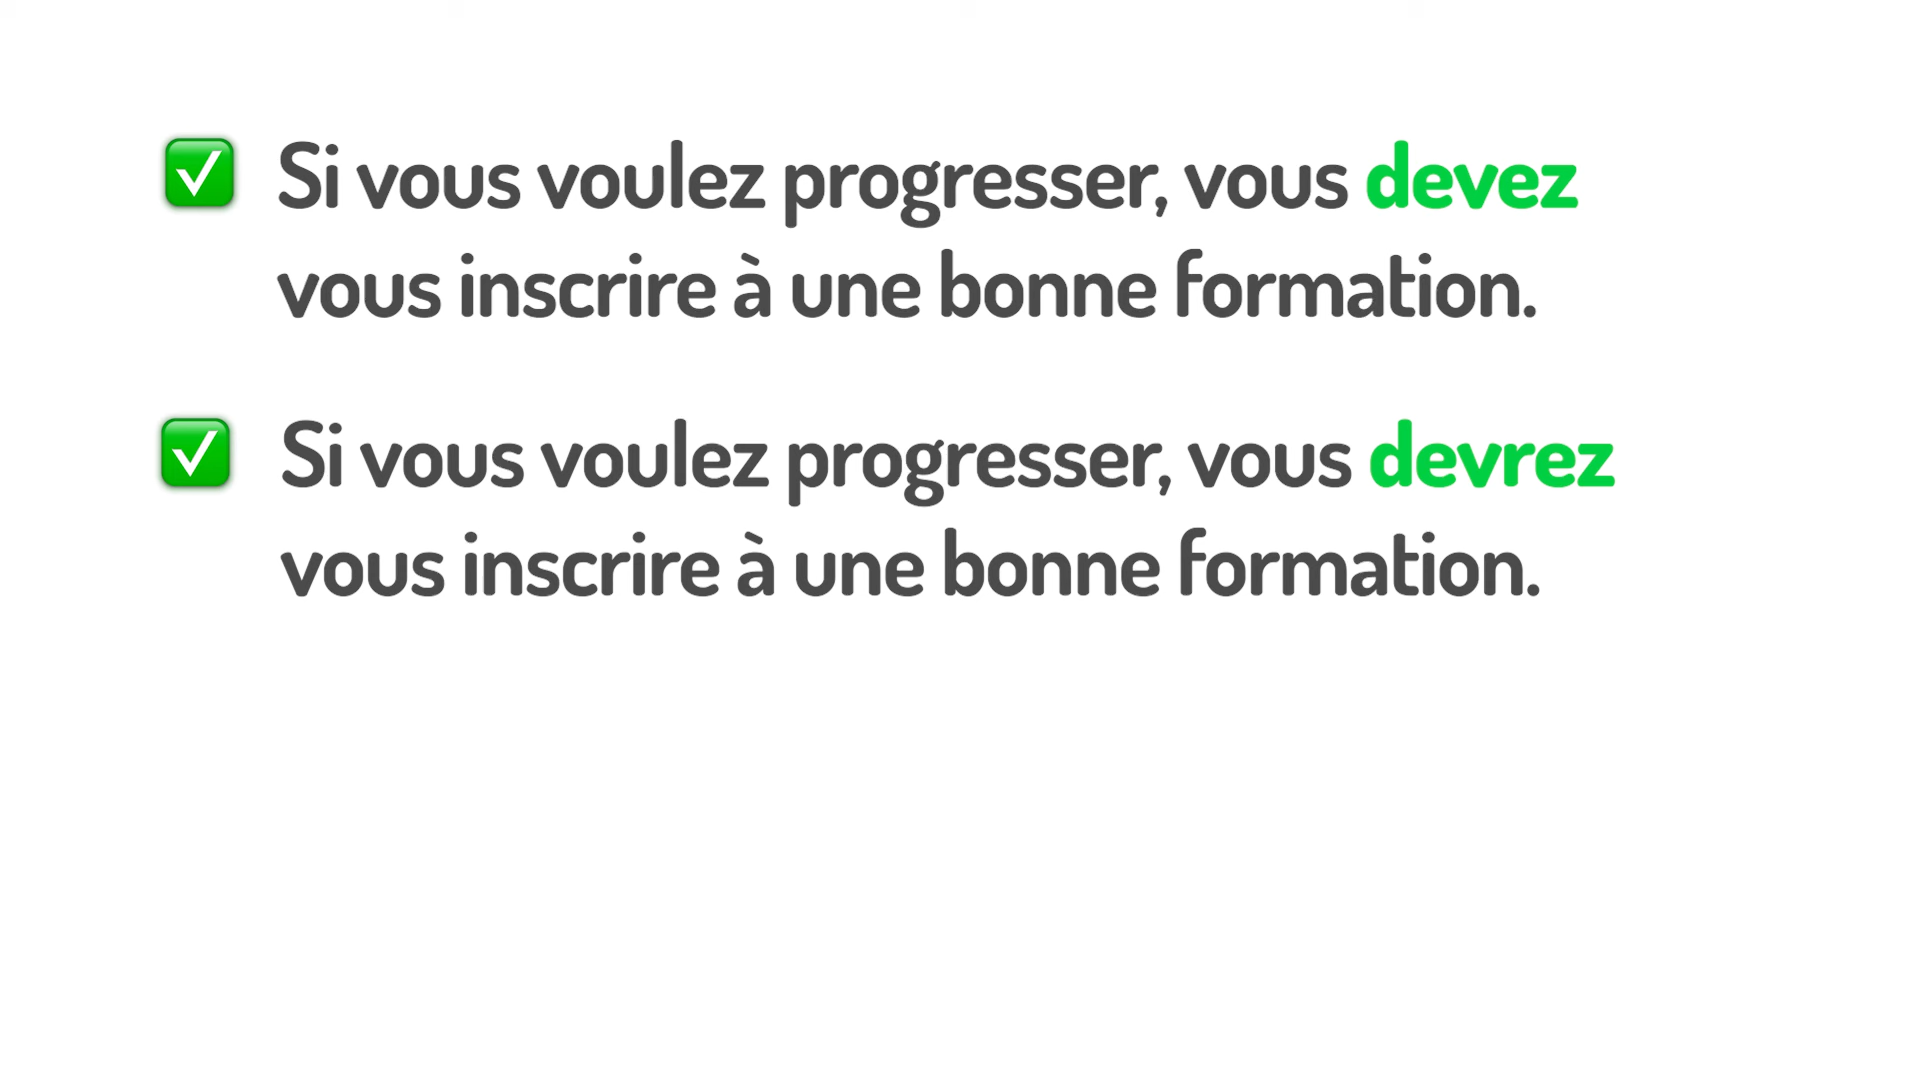 Si vous voulez progresser, vous devez
vous inscrire à une bonne formation.
Si vous voulez progresser, vous devrez
vous inscrire à une bonne formation.